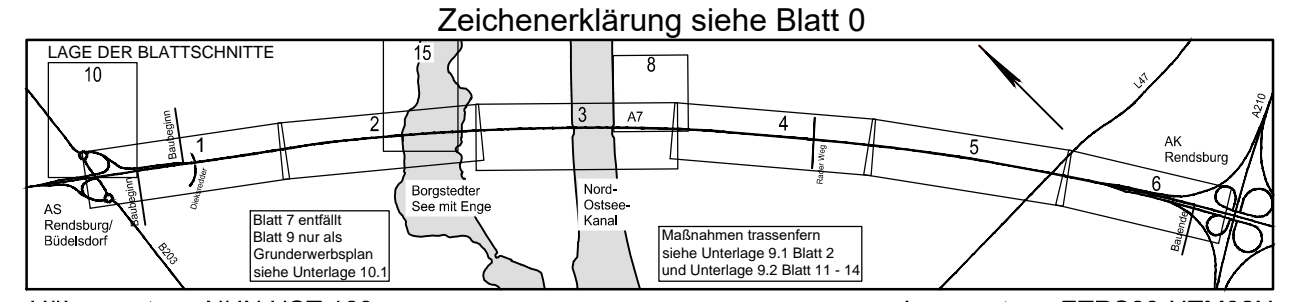 Zeichenerklärung siehe Blatt 0
LAGE DER BLATTSCHNITTE
10
15
8
1
2
3
A7
4
5
6
L47
A210
AK
Rendsburg
Baubeginn
Baubeginn
Dieksredder
Rader Weg
Bauende
AS
Rendsburg/
Büdelsdorf
B203
Borgstedter
See mit Enge
Nord-
Ostsee-
Kanal
Blatt 7 entfällt
Blatt 9 nur als
Grunderwerbsplan
siehe Unterlage 10.1
Maßnahmen trassenfern
siehe Unterlage 9.1 Blatt 2
und Unterlage 9.2 Blatt 11 - 14